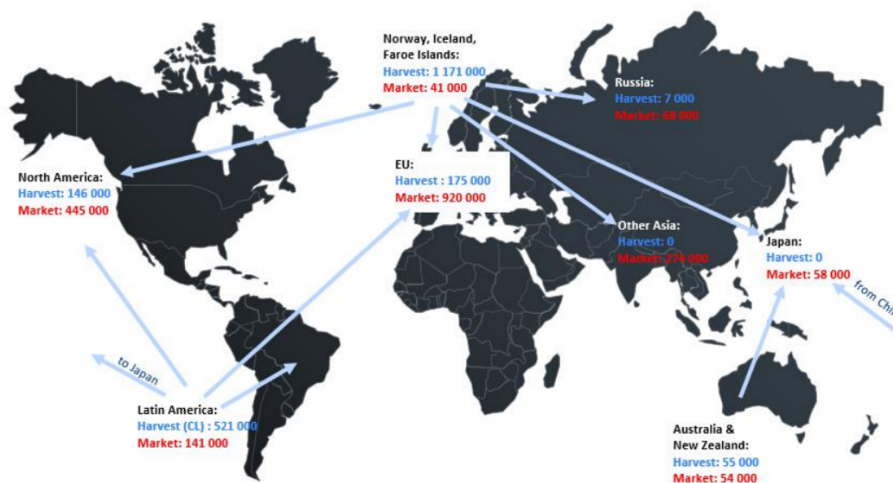 Norway, Iceland,
Faroe Islands:
Harvest: 1 171 000
Market: 41 000
Russia:
Harvest: 7 000
Market: 68 000
North America:
Harvest: 146 000
Market: 445 000
EU:
Harvest : 175 000
Market: 920 000
Other Asia:
Harvest: 0
Market: 274 000
Japan:
Harvest: 0
Market: 58 000
from
to Japan
Latin America:
Harvest (CL) : 521 000
Market: 141 000
Australia &
New Zealand:
Harvest: 55 000
Market: 54 000